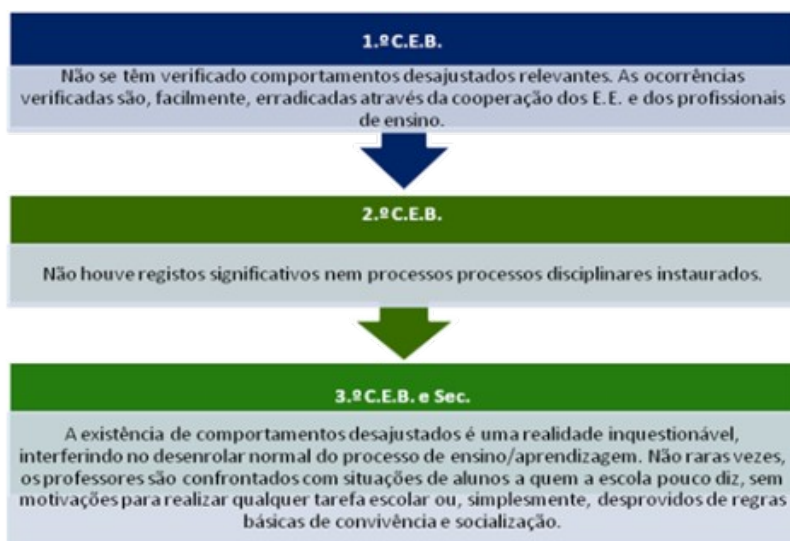 1.º C.E.B.
Não se têm verificado comportamentos desajustados relevantes. As ocorrências
verificadas são, facilmente, erradicadas através da cooperação dos E.E. e dos profissionais
de ensino.
2.º C.E.B.
Não houve registos significativos nem processos processos disciplinares instaurados.
3.º C.E.B. e Sec.
A existência de comportamentos desajustados é uma realidade inquestionável,
interferindo no desenrolar normal do processo de ensino/aprendizagem. Não raras vezes,
os professores são confrontados com situações de alunos a quem a escola pouco diz, sem
motivações para realizar qualquer tarefa escolar ou, simplesmente, desprovidos de regras
básicas de convivência e socialização.